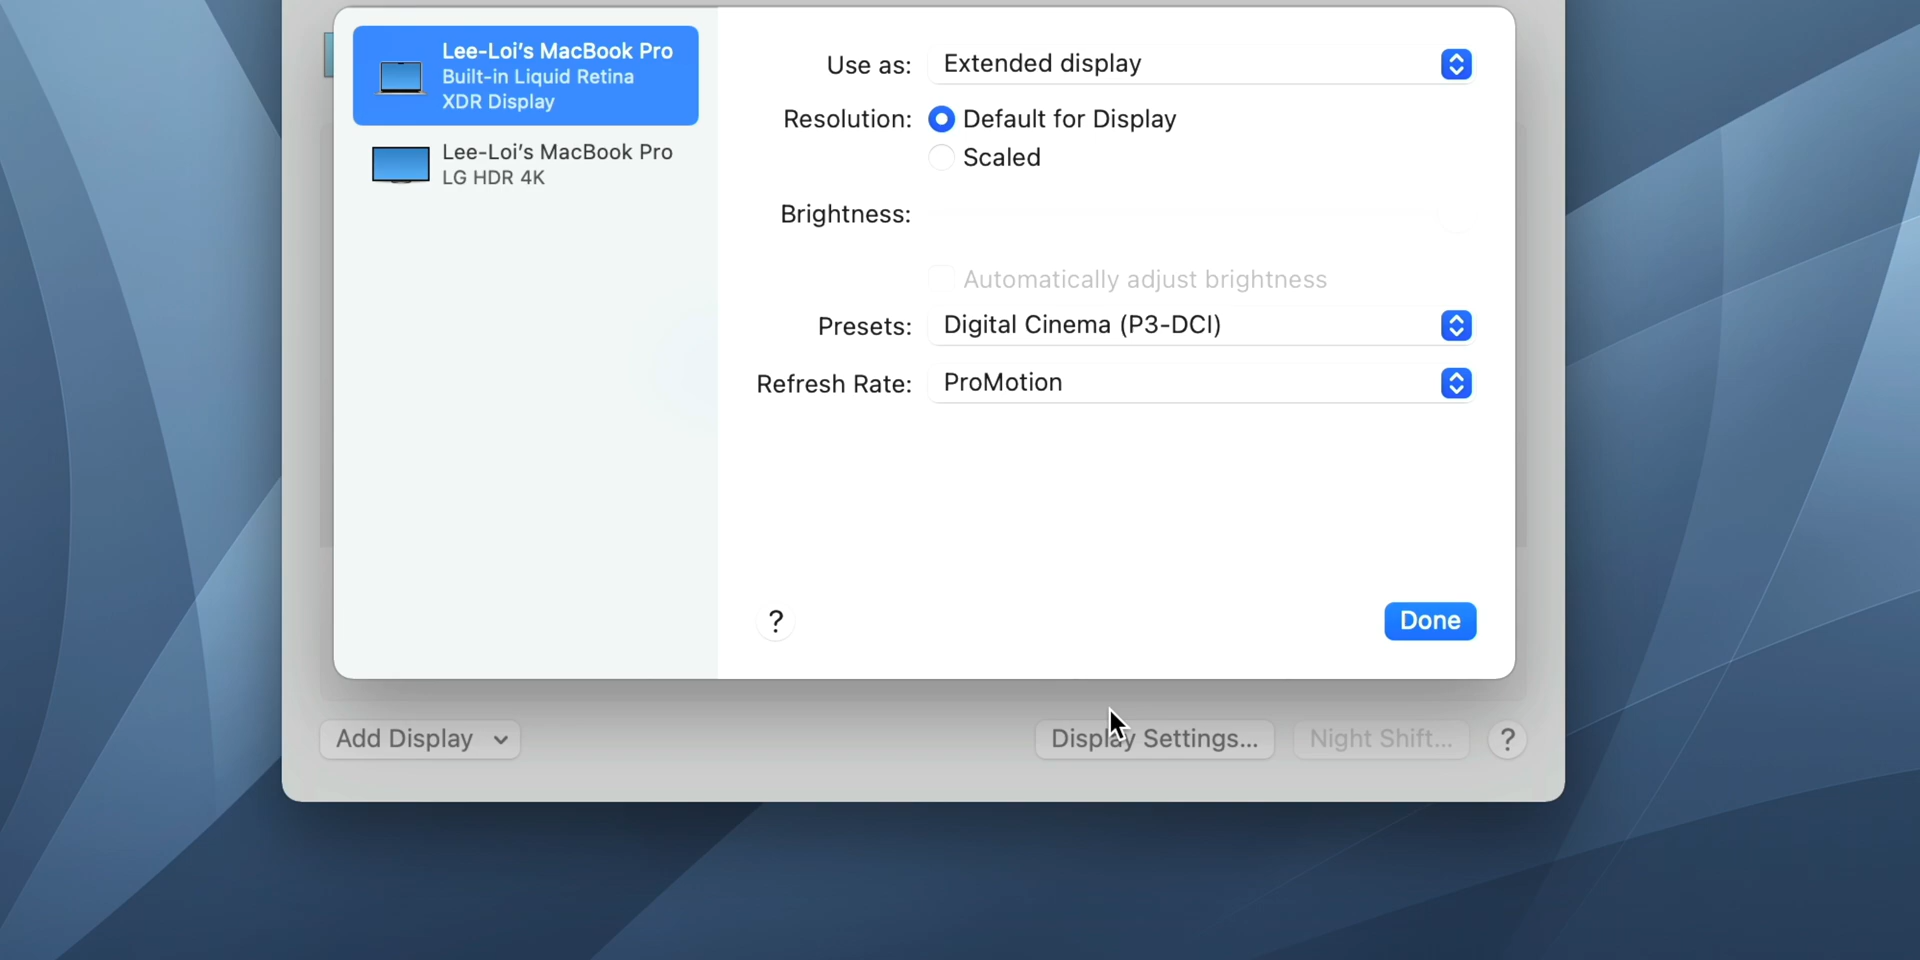 Lee-Loi's MacBook Pro
Built-in Liquid Retina
XDR Display
Lee-Loi's MacBook Pro
LG HDR 4K
Use as: Extended display
Resolution: Default for Display
Scaled
Brightness:
Automatically adjust brightness
Presets: Digital Cinema (P3-DCI)
Refresh Rate: ProMotion
? Done
Add Display Display Settings... Night Shift... ?